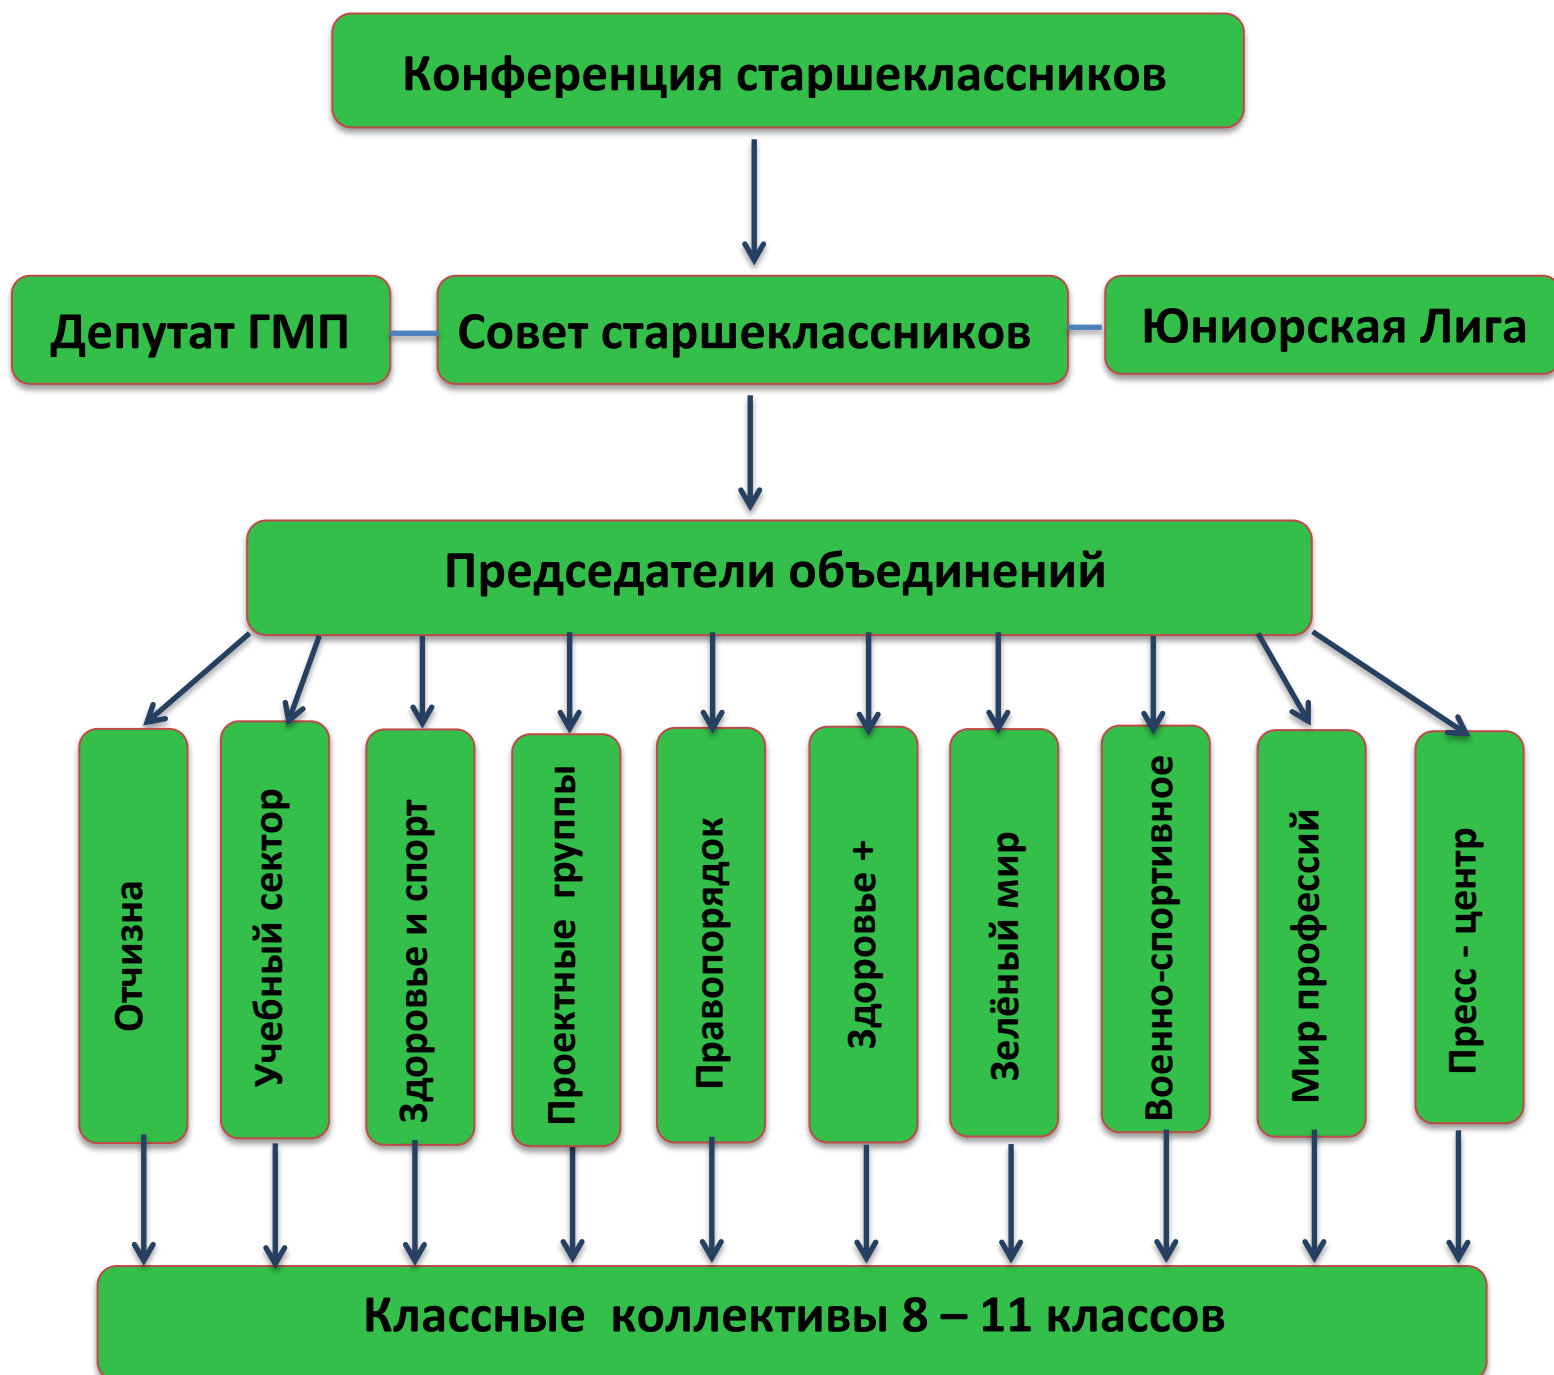 Конференция старшеклассников
Депутат ГМП
Совет старшеклассников
Юниорская Лига
Председатели объединений
Отчизна
Учебный сектор
Здоровье и спорт
Проектные группы
Правопорядок
Здоровье +
Зелёный мир
Военно-спортивное
Мир профессий
Пресс - центр
Классные коллективы 8 – 11 классов